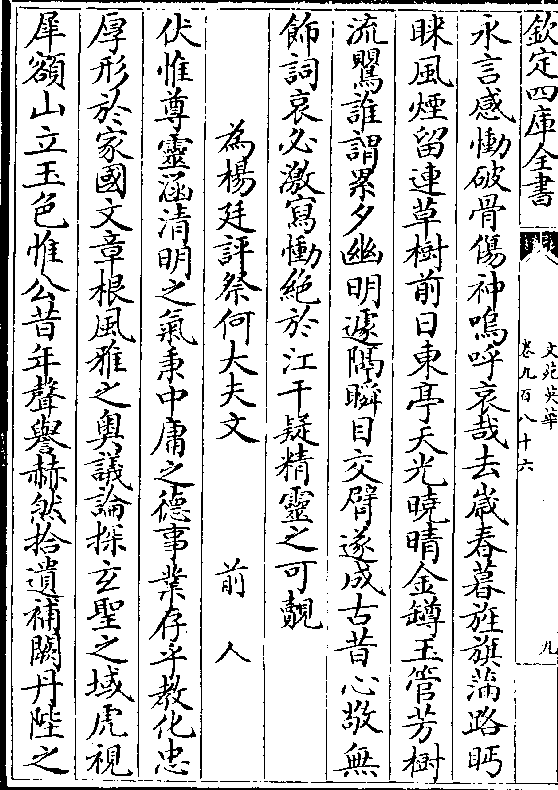 欽定四庫全書
文苑英華
卷九百八十六
九
永言感慟破骨傷神嗚呼哀哉去歲春暮旌旗滿路眄
睐風煙留連草樹前日東亭天光曉晴金罇玉管芳樹
流鸎誰謂累夕幽明遽隔瞬目交臂遂成古昔心敬無
飾詞哀必激寫慟絶於江干疑精靈之可覿
為楊廷評祭何大夫文 前人
伏惟尊靈涵清明之氣秉中庸之德事業存乎教化忠
厚形於家國文章根風雅之奥議論探玄聖之域虎視
犀額山立玉色惟公昔年聲譽赫然拾遺補闕丹陛之